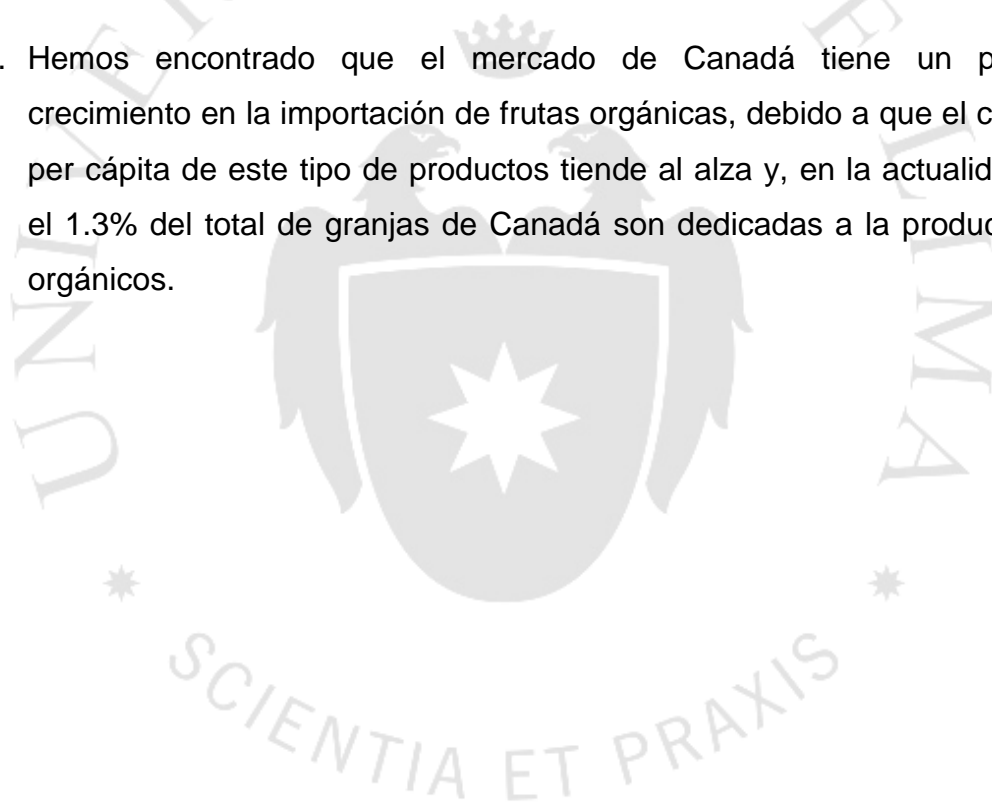 . Hemos encontrado que el mercado de Canadá tiene un
crecimiento en la importación de frutas orgánicas, debido a que el
per cápita de este tipo de productos tiende al alza y, en la
el 1.3% del total de granjas de Canadá son dedicadas a la
orgánicos.
SCIENTIA ET PRAXIS